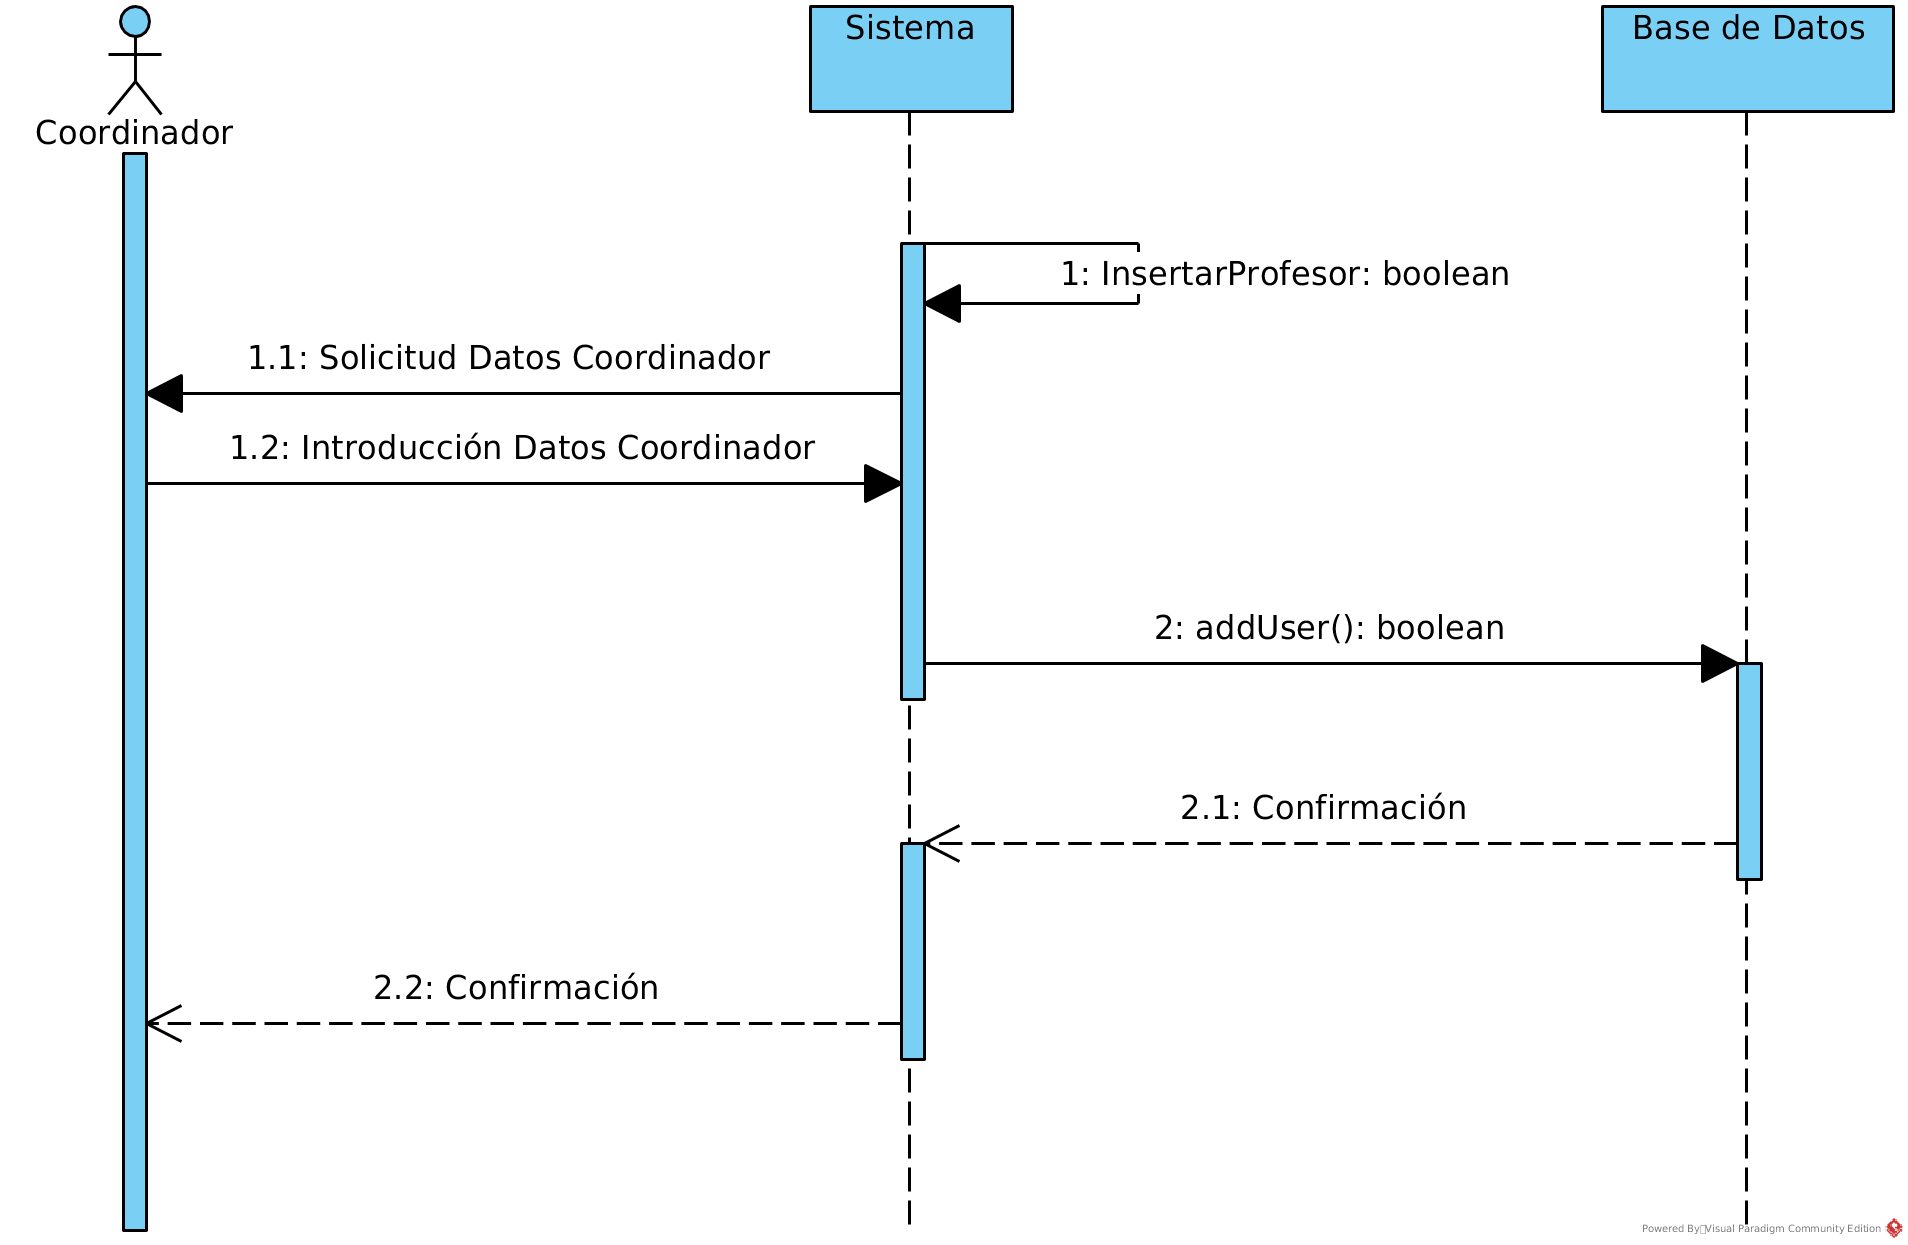 Coordinador
Sistema
Base de Datos
1: InsertarProfesor: boolean
1.1: Solicitud Datos Coordinador
1.2: Introducción Datos Coordinador
2: addUser(): boolean
2.1: Confirmación
2.2: Confirmación
Powered By Visual Paradigm Community Edition